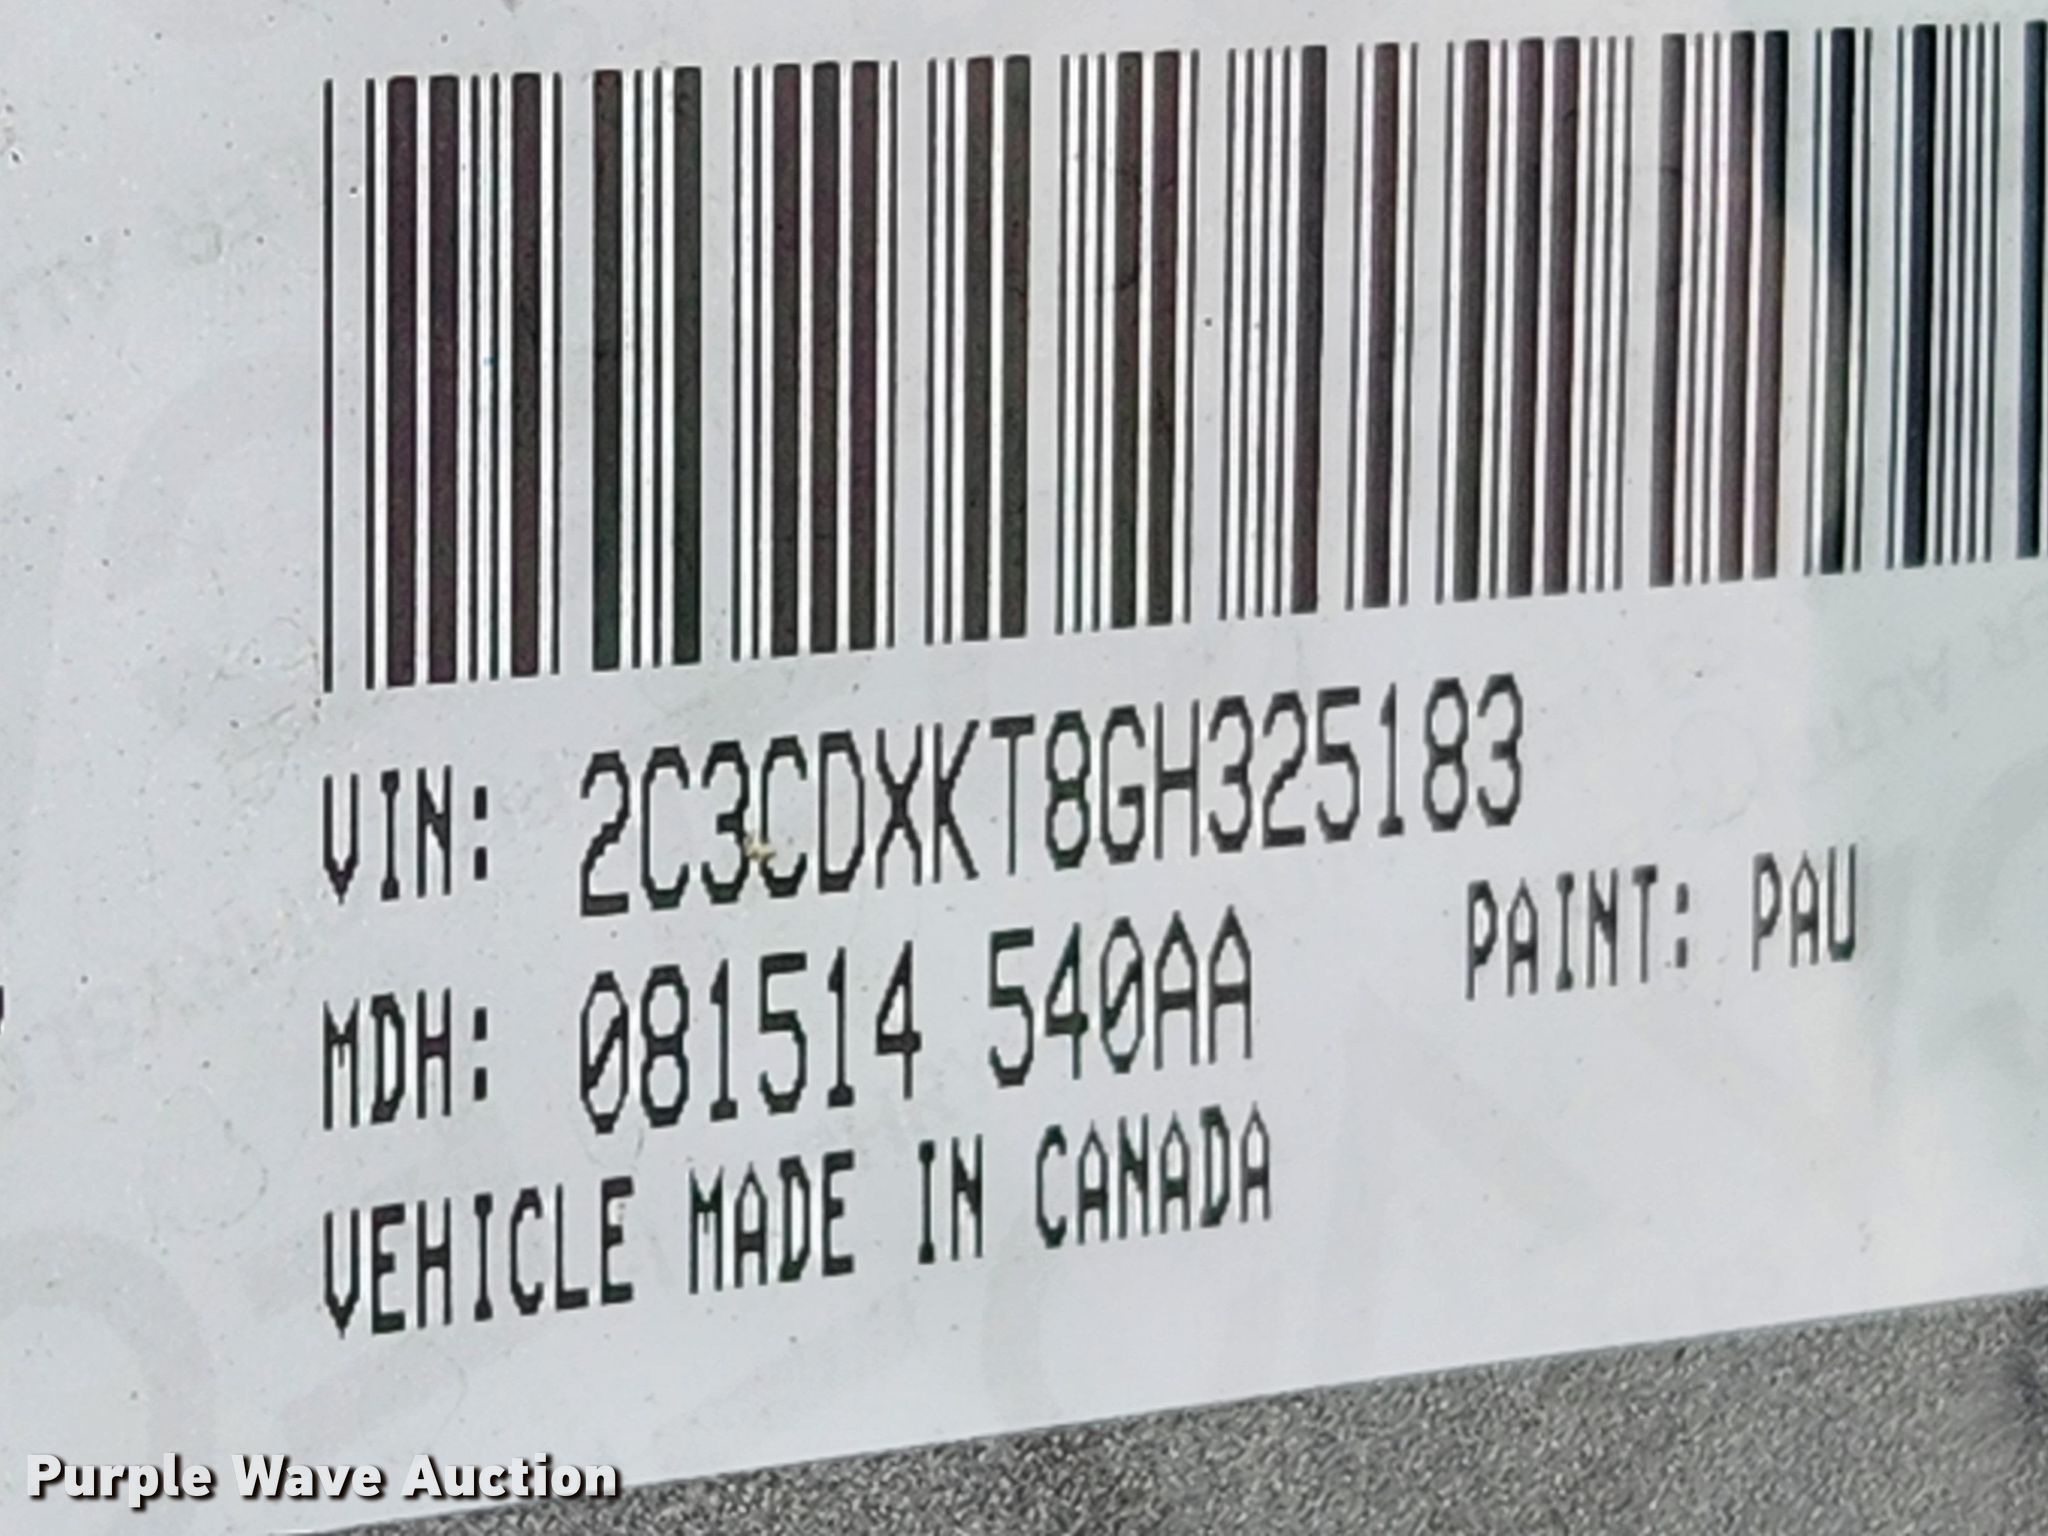 VIN: 2C3CDXKT8GH325183
MDH: 081514 540AA PAINT: PAU
VEHICLE MADE IN CANADA
Purple Wave Auction